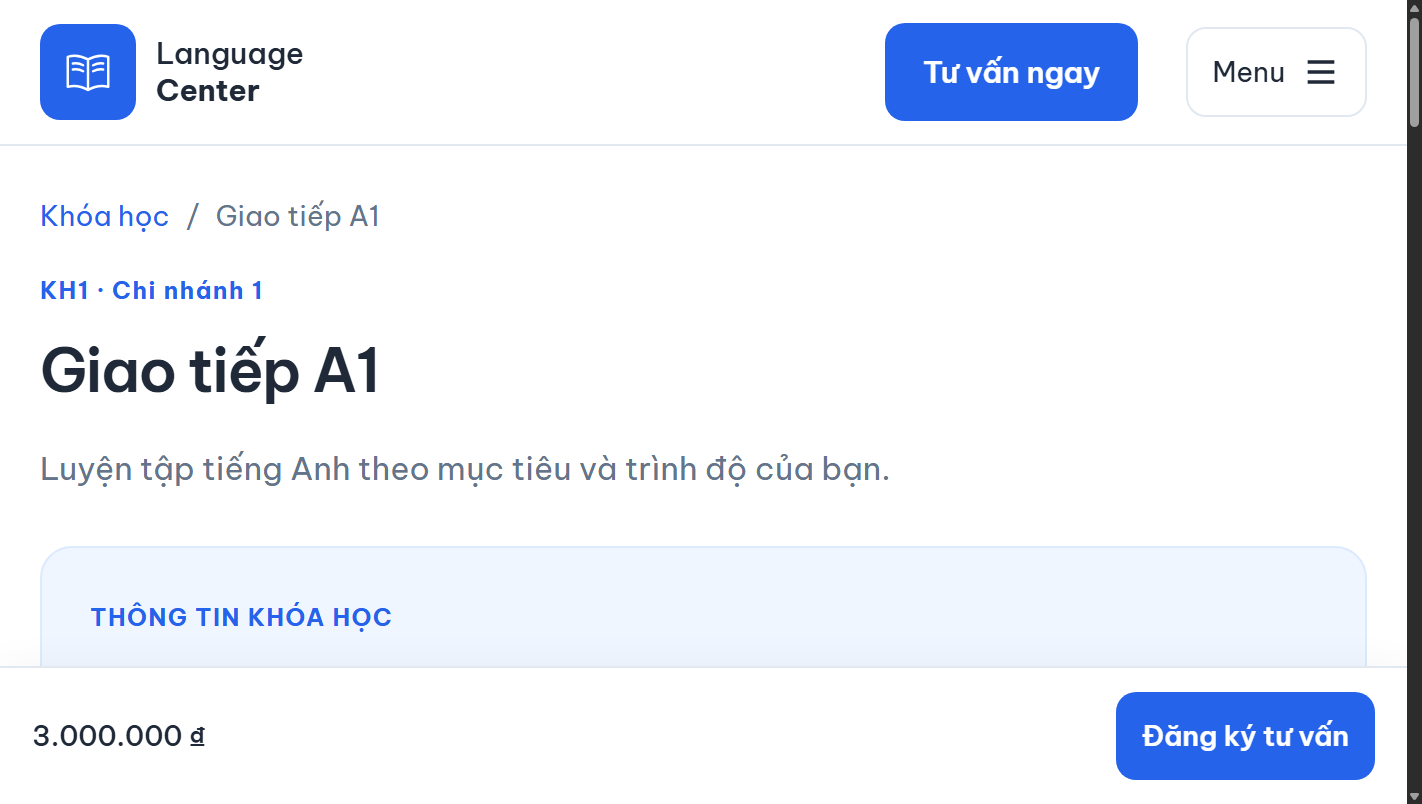 Language
Center
Tư vấn ngay
Menu
Khóa học / Giao tiếp A1
KH1 · Chi nhánh 1
Giao tiếp A1
Luyện tập tiếng Anh theo mục tiêu và trình độ của bạn.
THÔNG TIN KHÓA HỌC
3.000.000 ₫
Đăng ký tư vấn